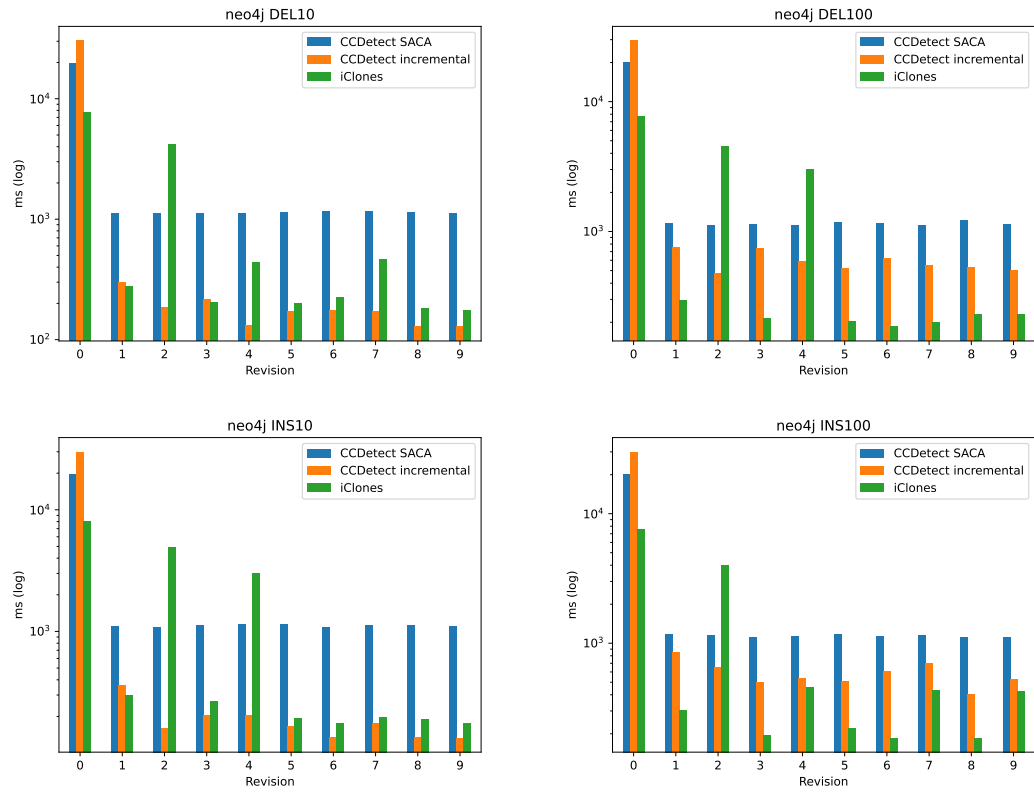 neo4j DEL10
CCDetect SACA
CCDetect incremental
iClones
ms (log)
10^4
10^3
10^2
0 1 2 3 4 5 6 7 8 9
Revision
neo4j DEL100
CCDetect SACA
CCDetect incremental
iClones
ms (log)
10^4
10^3
0 1 2 3 4 5 6 7 8 9
Revision
neo4j INS10
CCDetect SACA
CCDetect incremental
iClones
ms (log)
10^4
10^3
0 1 2 3 4 5 6 7 8 9
Revision
neo4j INS100
CCDetect SACA
CCDetect incremental
iClones
ms (log)
10^4
10^3
0 1 2 3 4 5 6 7 8 9
Revision